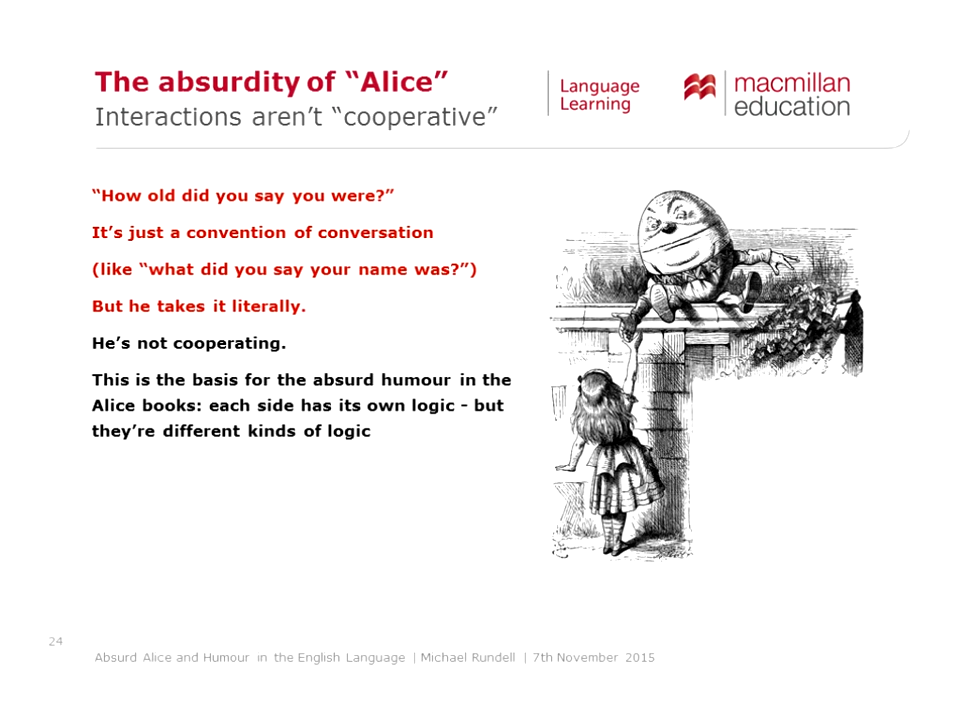 The absurdity of “Alice”
Interactions aren’t “cooperative”
Language
Learning
macmillan
education
“How old did you say you were?”
It’s just a convention of conversation
(like “what did you say your name was?”)
But he takes it literally.
He’s not cooperating.
This is the basis for the absurd humour in the
Alice books: each side has its own logic - but
they’re different kinds of logic
24
Absurd Alice and Humour in the English Language | Michael Rundell | 7th November 2015